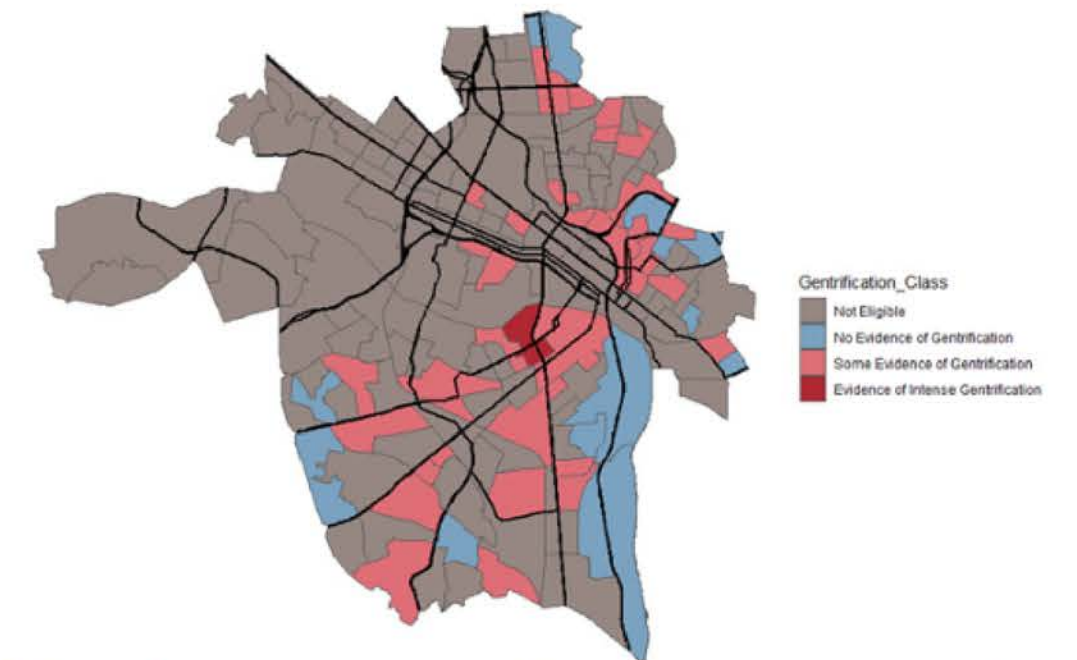 Gentrification_Class
Not Eligible
No Evidence of Gentrification
Some Evidence of Gentrification
Evidence of Intense Gentrification